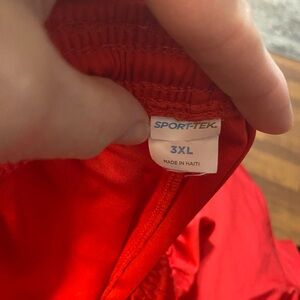 SPORT-TEK.
3XL
MADE IN HAITI